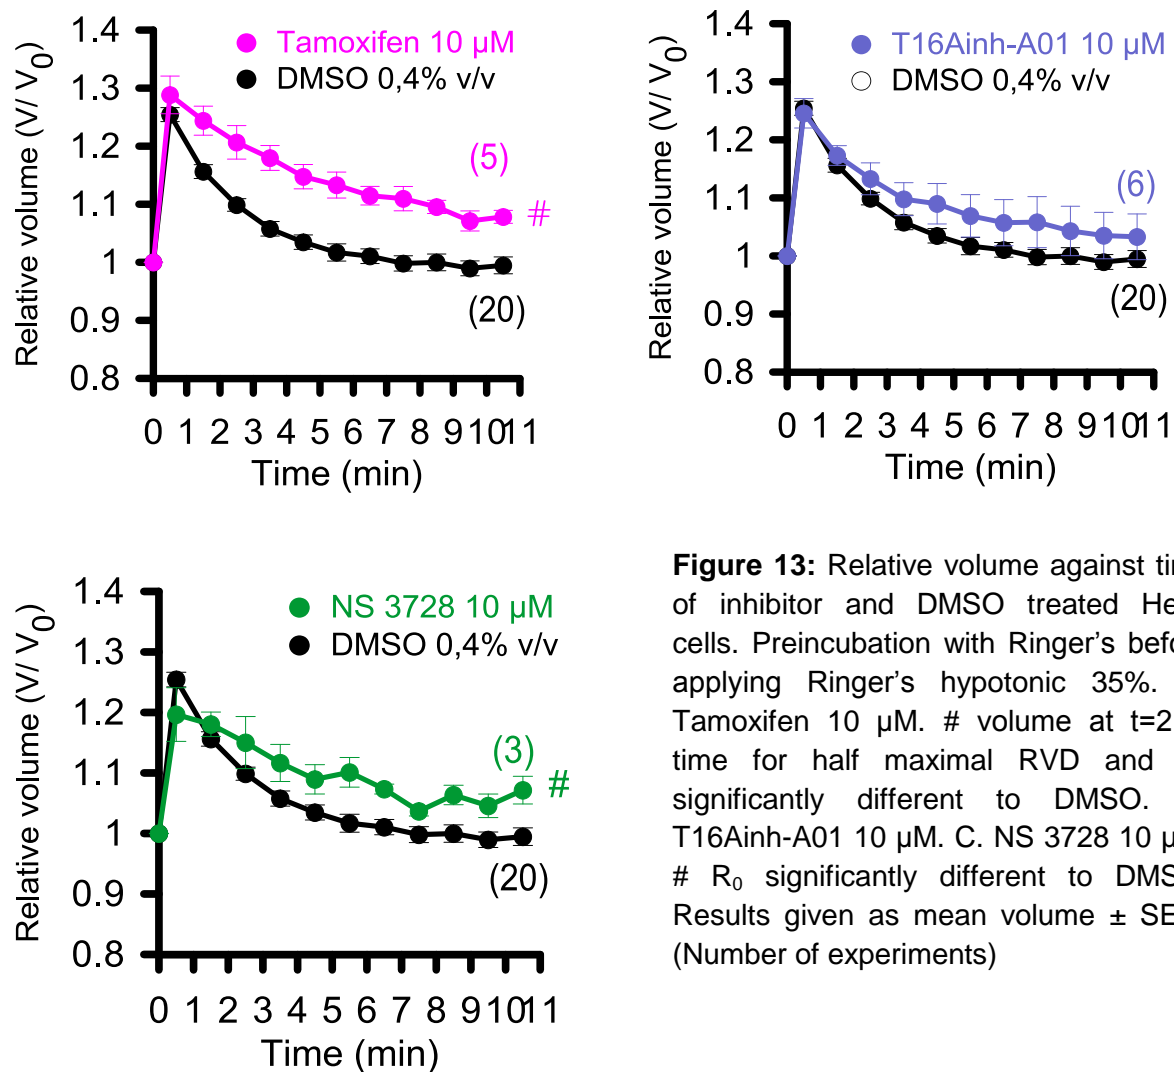 Relative volume (V/ V0)
1.4
1.3
1.2
1.1
1
0.9
0.8
Tamoxifen 10 µM
DMSO 0,4% v/v
(5)
#
(20)
0 1 2 3 4 5 6 7 8 9 10 11
Time (min)
Relative volume (V/ V0)
1.4
1.3
1.2
1.1
1
0.9
0.8
T16Ainh-A01 10 µM
DMSO 0,4% v/v
(6)
(20)
0 1 2 3 4 5 6 7 8 9 10 11
Time (min)
Relative volume (V/ V0)
1.4
1.3
1.2
1.1
1
0.9
0.8
NS 3728 10 µM
DMSO 0,4% v/v
(3)
#
(20)
0 1 2 3 4 5 6 7 8 9 10 11
Time (min)
Figure 13: Relative volume against
of inhibitor and DMSO treated
cells. Preincubation with Ringer's
applying Ringer's hypotonic 35%.
Tamoxifen 10 µM. # volume at
time for half maximal RVD and
significantly different to DMSO.
T16Ainh-A01 10 µM. C. NS 3728 10
# R0 significantly different to
Results given as mean volume ±
(Number of experiments)